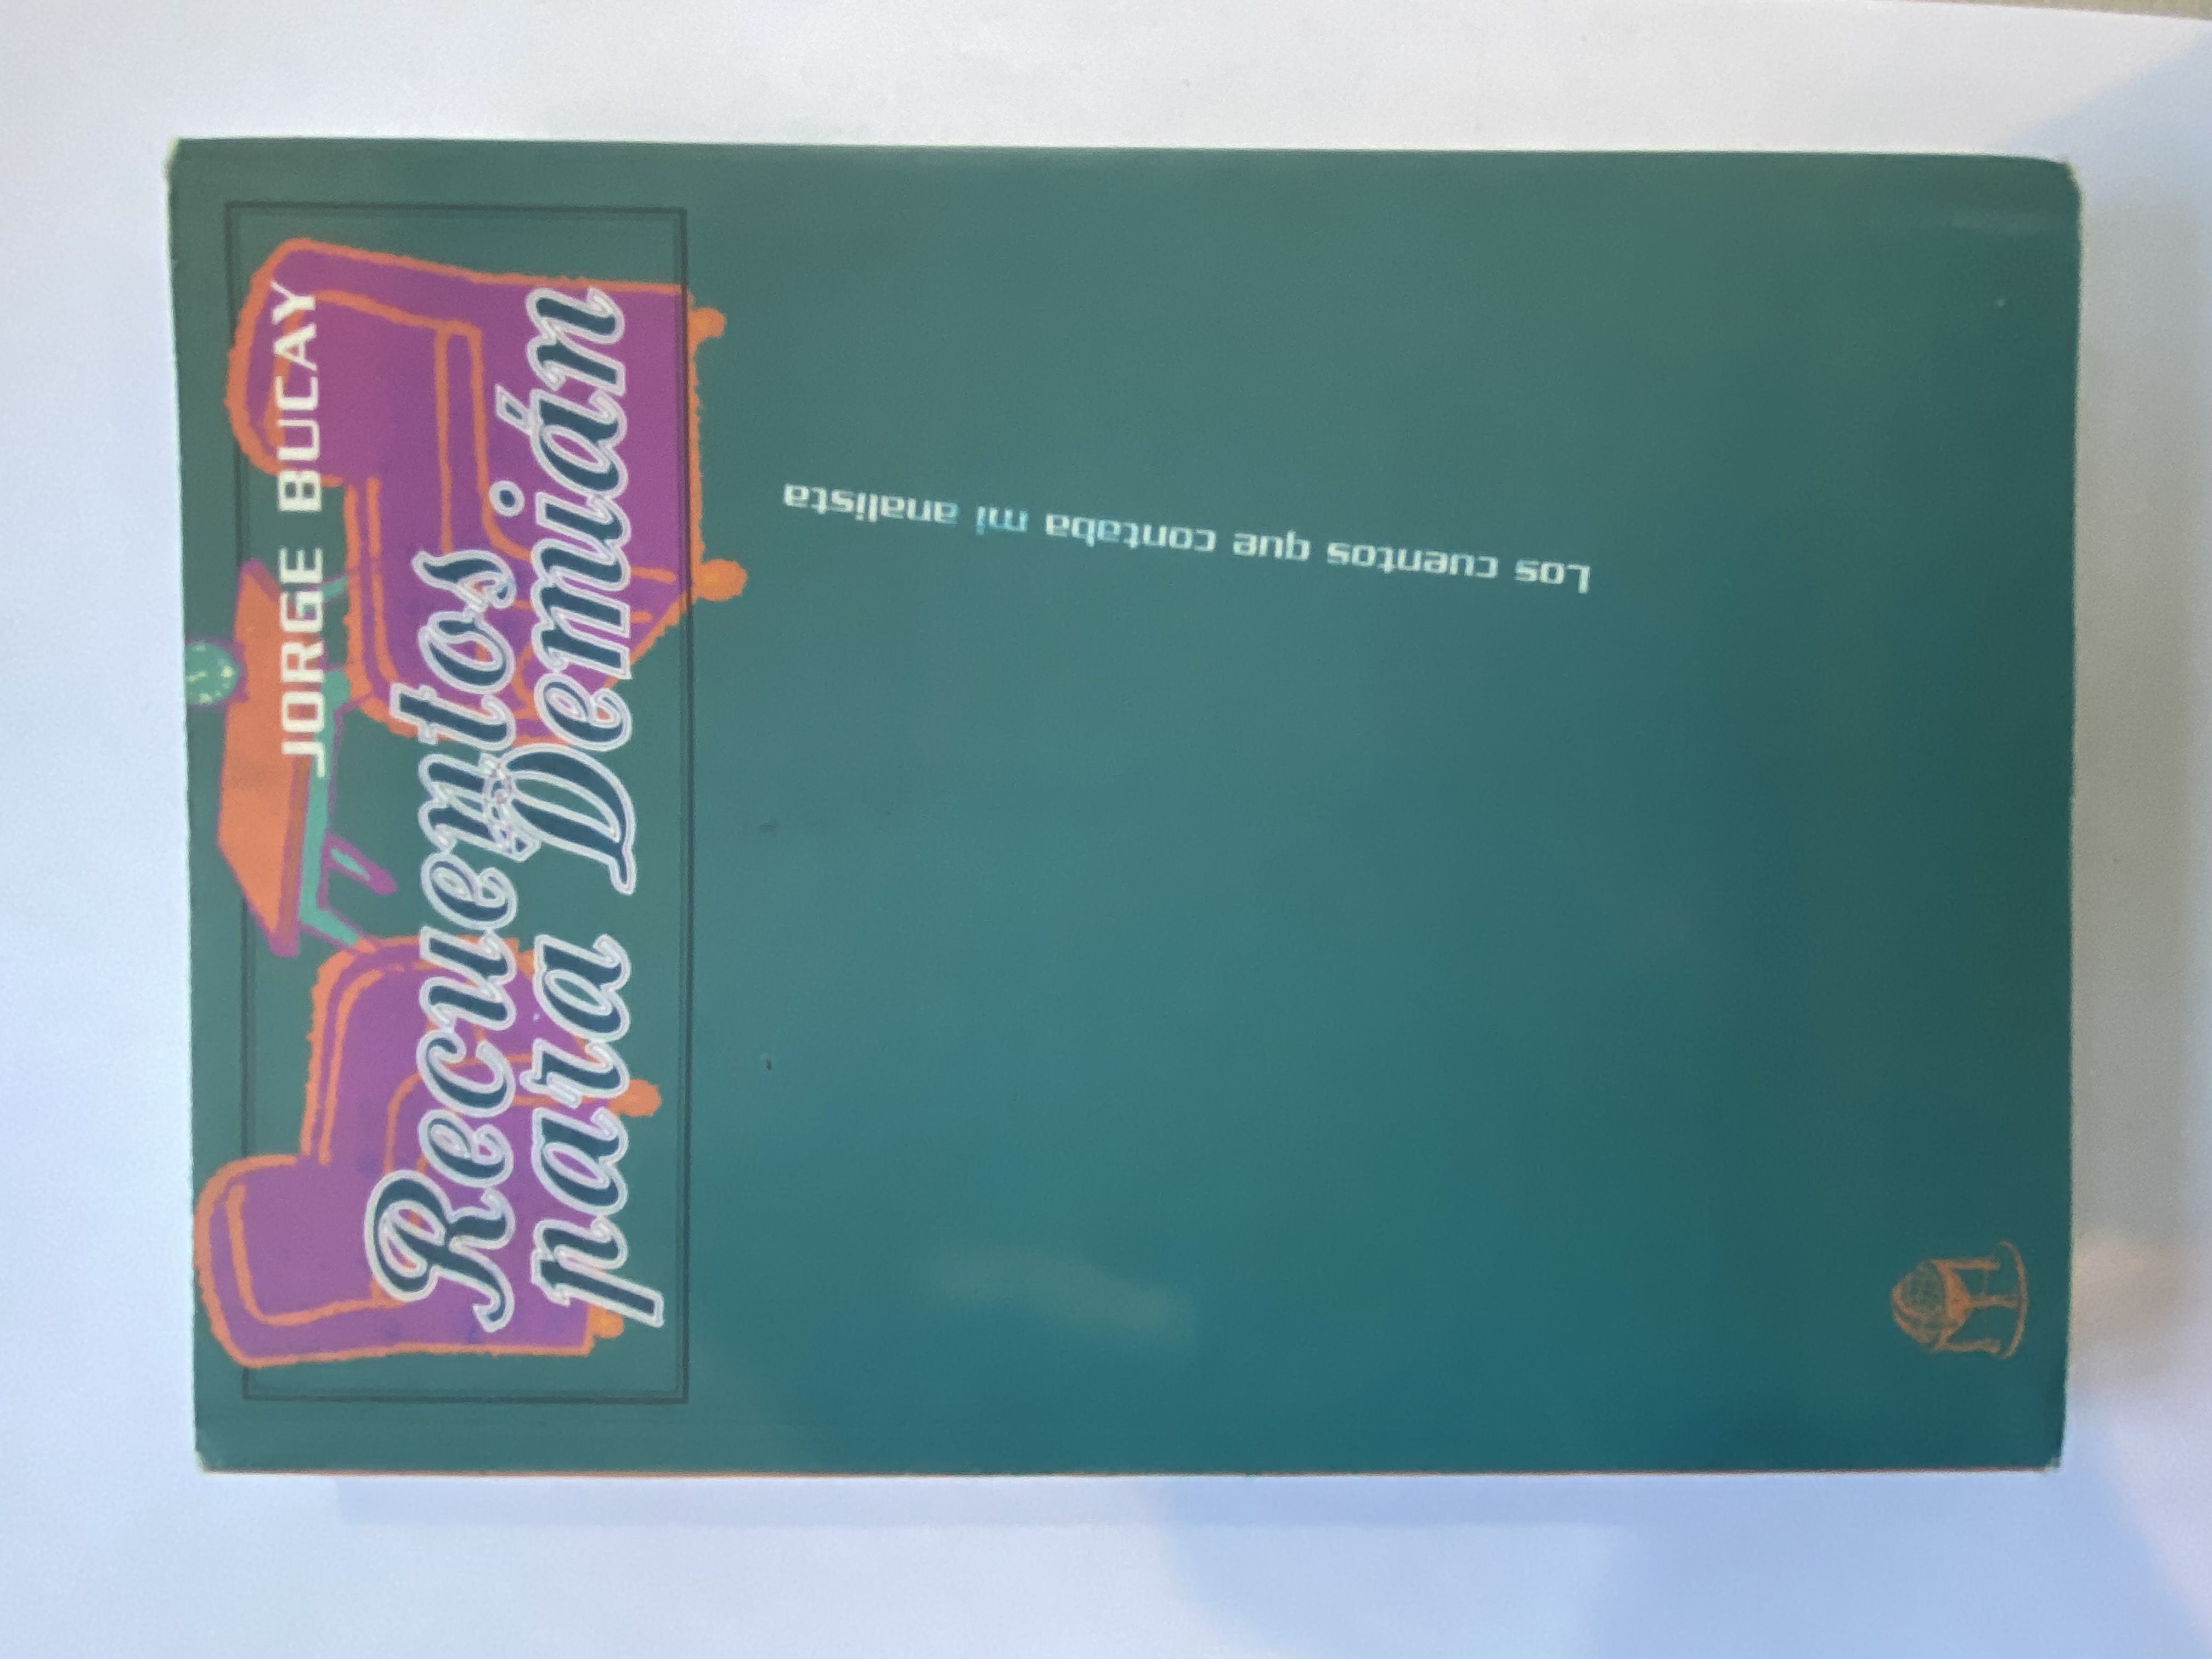 JORGE BUCAY
Recuentos
para Demián
Los cuentos que contaba mi analista